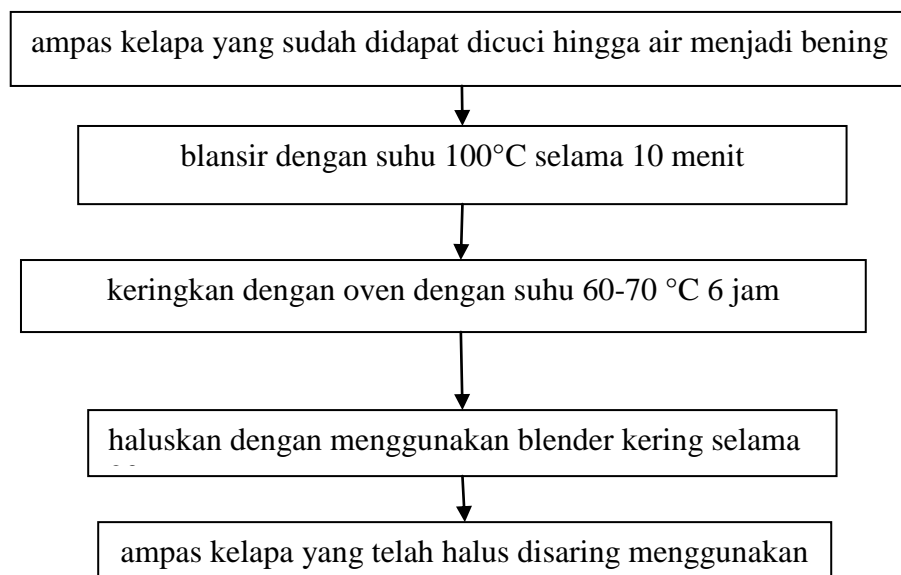 ampas kelapa yang sudah didapat dicuci hingga air menjadi bening
blansir dengan suhu 100°C selama 10 menit
keringkan dengan oven dengan suhu 60-70 °C 6 jam
haluskan dengan menggunakan blender kering selama
ampas kelapa yang telah halus disaring menggunakan